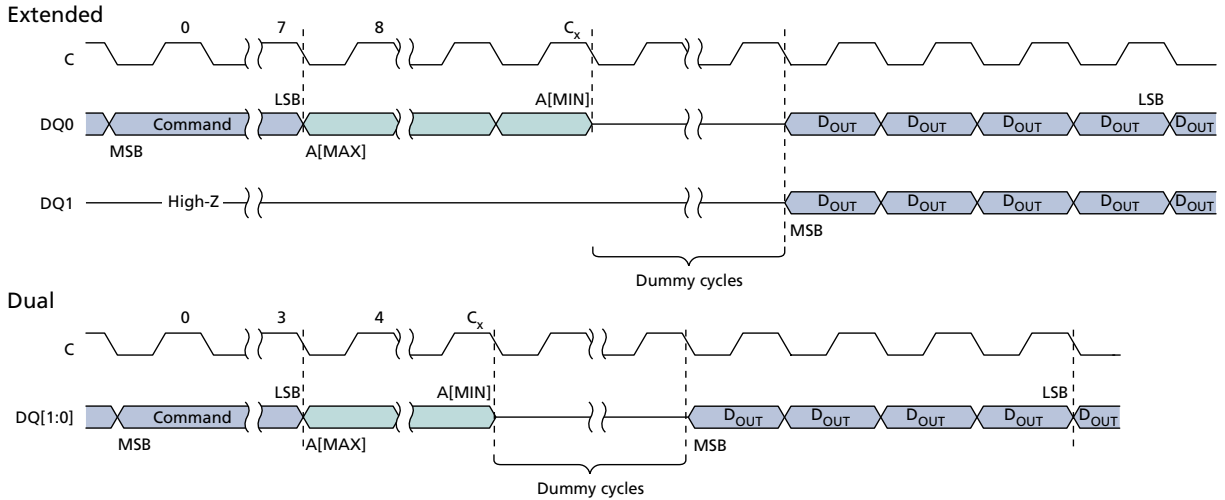 Extended
0 7 8 Cx
C
LSB A[MIN] LSB
DQ0 Command DOUT DOUT DOUT DOUT DOUT
MSB A[MAX]
DQ1 High-Z DOUT DOUT DOUT DOUT DOUT
MSB
Dummy cycles
Dual
0 3 4 Cx
C
LSB A[MIN] LSB
DQ[1:0] Command DOUT DOUT DOUT DOUT DOUT
MSB A[MAX] MSB
Dummy cycles